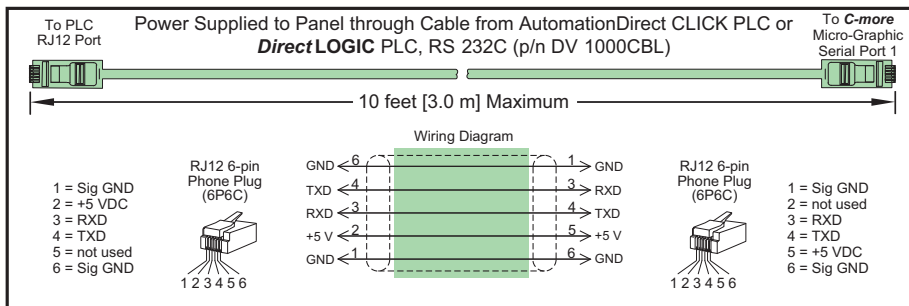 To PLC
RJ12 Port
Power Supplied to Panel through Cable from AutomationDirect CLICK PLC or
DirectLOGIC PLC, RS 232C (p/n DV 1000CBL)
To C-more
Micro-Graphic
Serial Port 1
10 feet [3.0 m] Maximum
Wiring Diagram
1 = Sig GND
2 = +5 VDC
3 = RXD
4 = TXD
5 = not used
6 = Sig GND
RJ12 6-pin
Phone Plug
(6P6C)
1 2 3 4 5 6
GND 6 1 GND
TXD 4 3 RXD
RXD 3 4 TXD
+5 V 2 5 +5 V
GND 1 6 GND
RJ12 6-pin
Phone Plug
(6P6C)
1 2 3 4 5 6
1 = Sig GND
2 = not used
3 = RXD
4 = TXD
5 = +5 VDC
6 = Sig GND